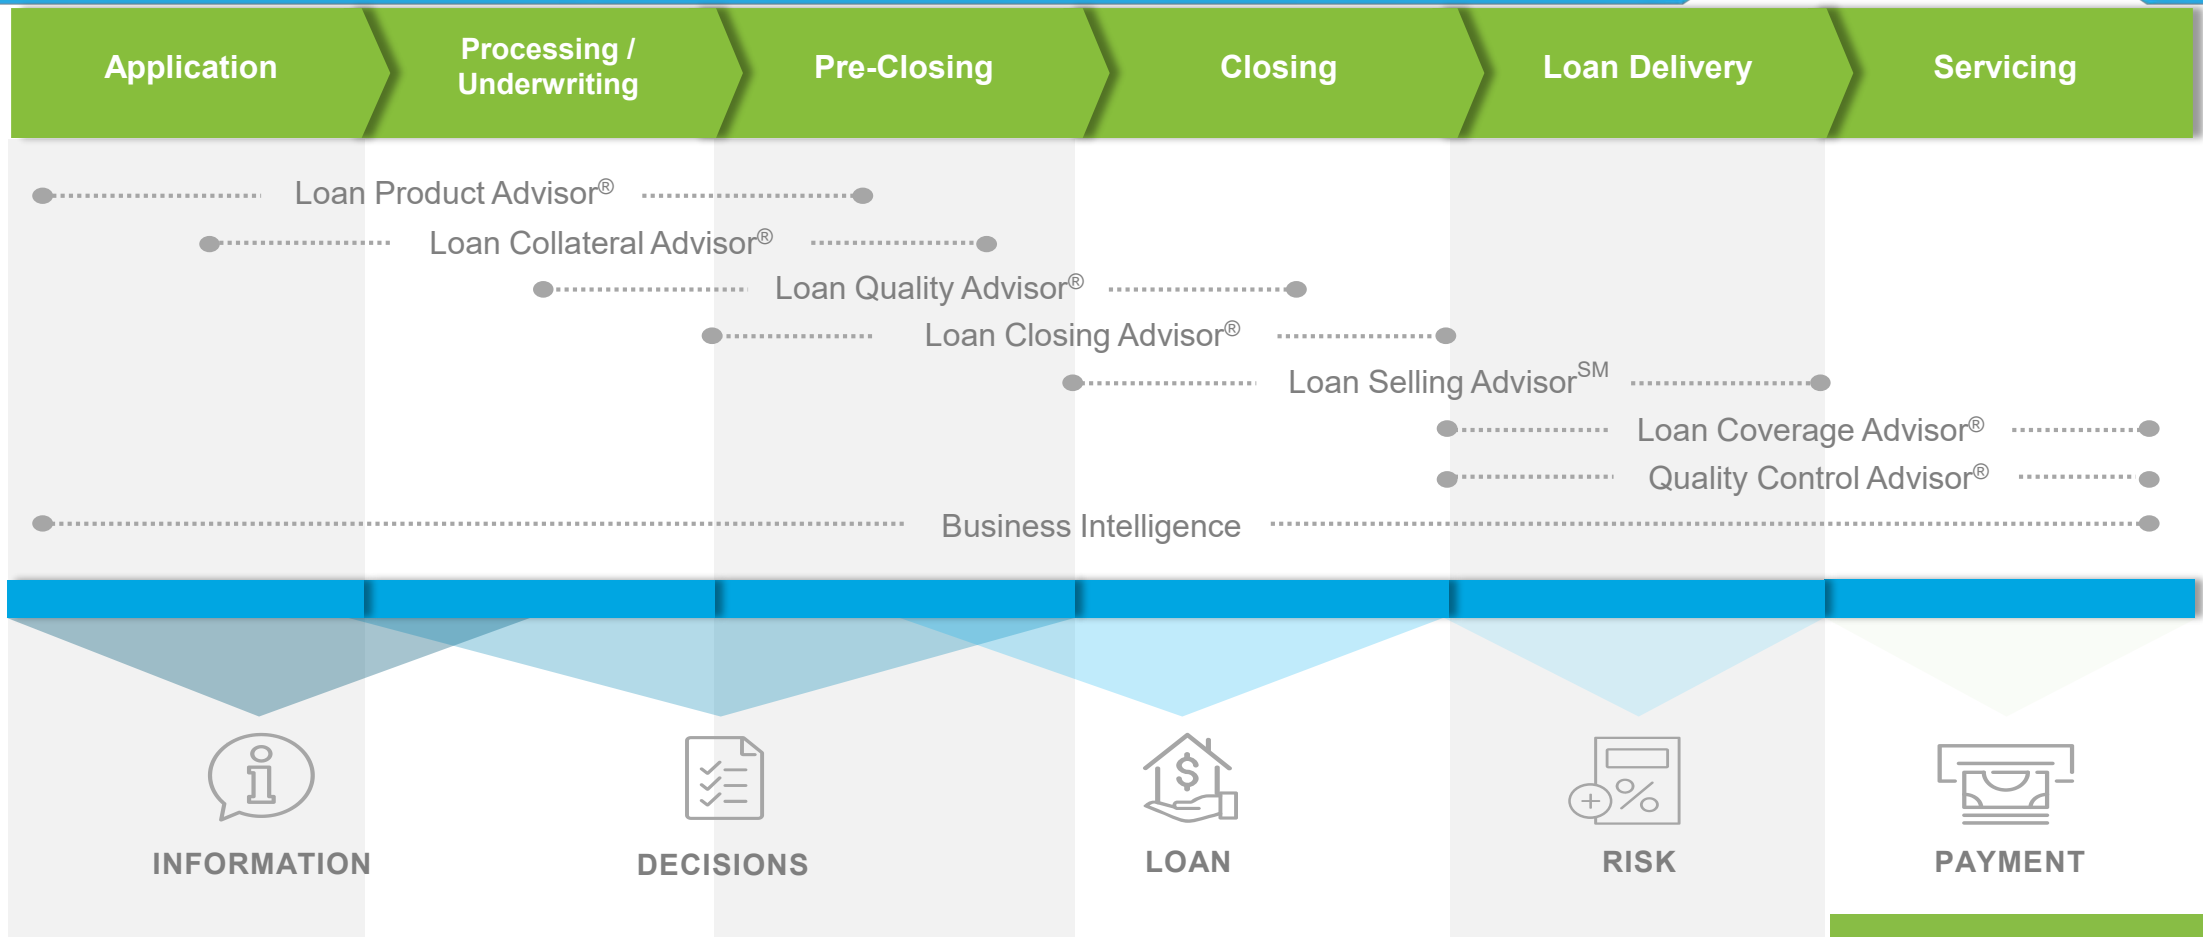 Application
Processing /
Underwriting
Pre-Closing
Closing
Loan Delivery
Servicing
Loan Product Advisor®
Loan Collateral Advisor®
Loan Quality Advisor®
Loan Closing Advisor®
Loan Selling Advisor℠
Loan Coverage Advisor®
Quality Control Advisor®
Business Intelligence
INFORMATION
DECISIONS
LOAN
RISK
PAYMENT